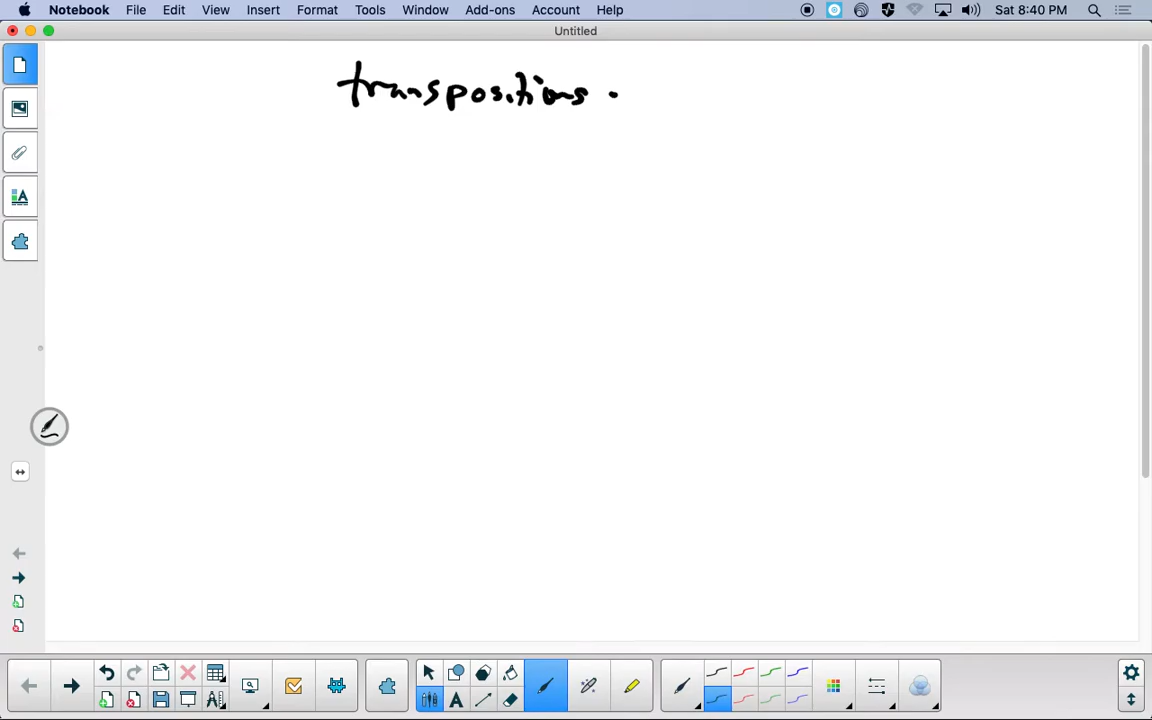 Notebook File Edit View Insert Format Tools Window Add-ons Account Help Sat 8:40 PM
Untitled
transpositions .